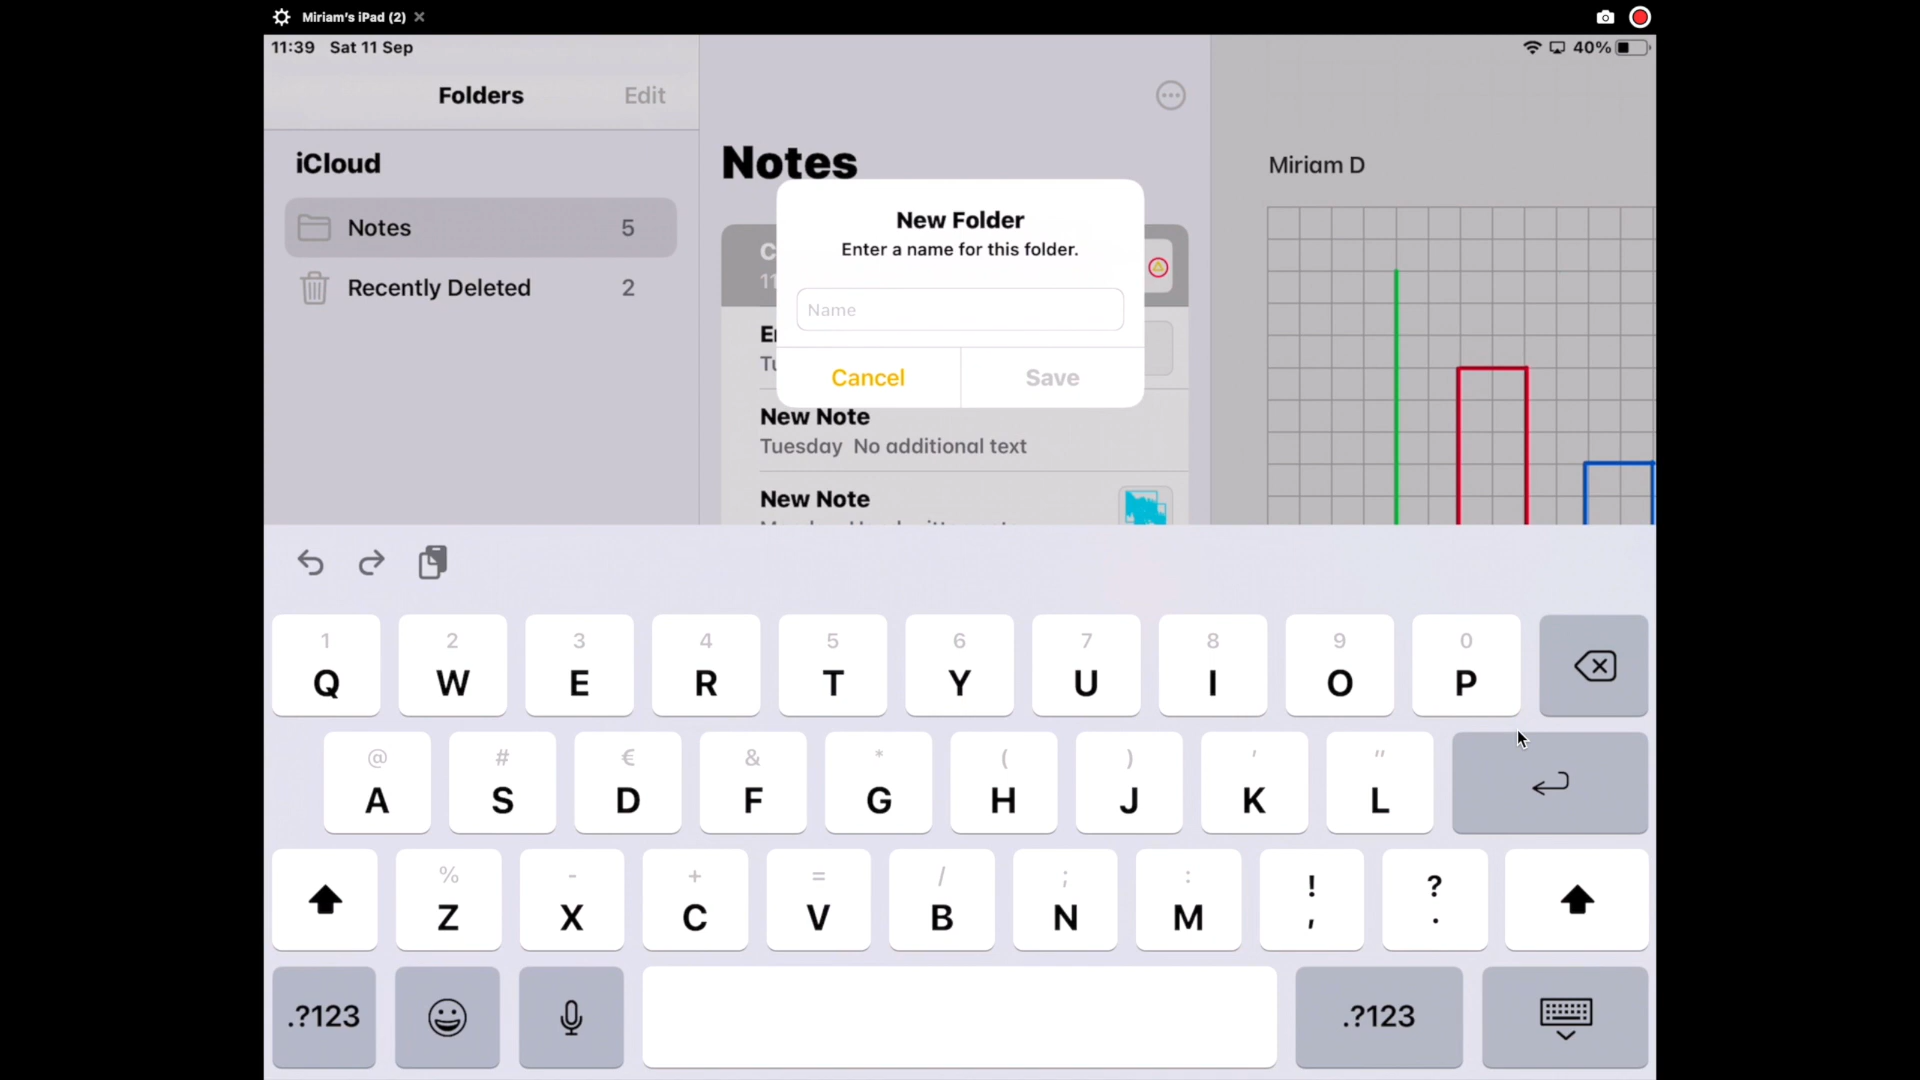 Miriam's iPad (2)
11:39 Sat 11 Sep
40%
Folders
Edit
iCloud
Notes 5
Recently Deleted 2
Notes
New Folder
Enter a name for this folder.
Name
Cancel
Save
New Note
Tuesday No additional text
New Note
Miriam D
1 2 3 4 5 6 7 8 9 0
Q W E R T Y U I O P
@ # € & * ( ) ' "
A S D F G H J K L
% - + = / ; : ! ?
Z X C V B N M , .
.?123
.?123